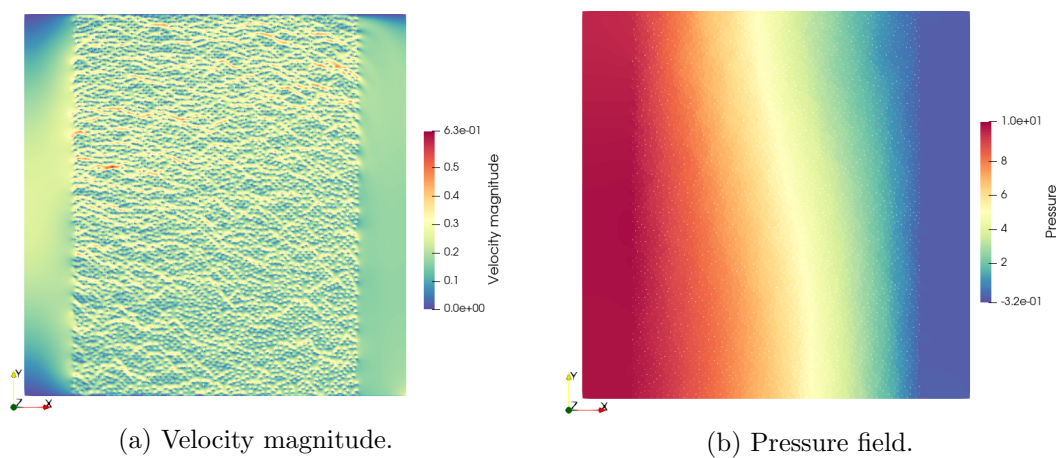 6.3e-01
0.5
0.4
0.3
0.2
0.1
0.0e+00
Velocity magnitude
Y
Z
X
(a) Velocity magnitude.
1.0e+01
8
6
4
2
-3.2e-01
Pressure
Y
Z
X
(b) Pressure field.